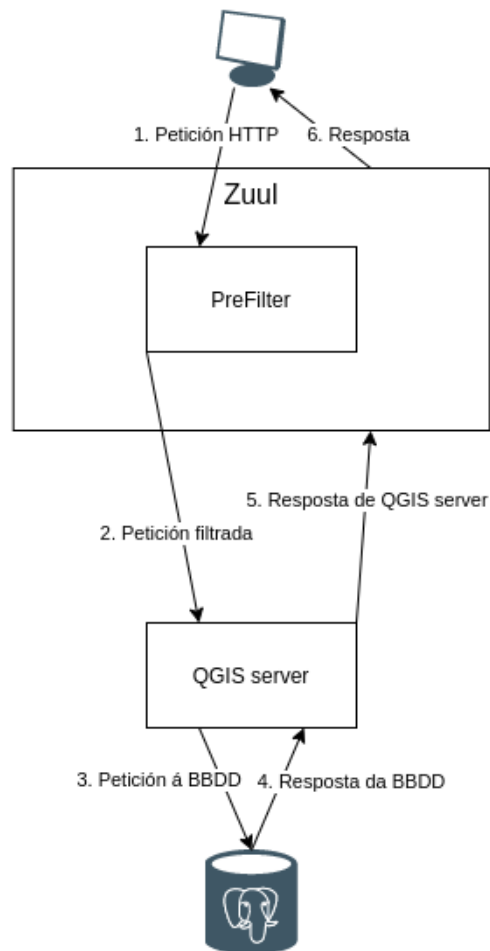 1. Petición HTTP
6. Resposta
Zuul
PreFilter
5. Resposta de QGIS server
2. Petición filtrada
QGIS server
3. Petición á BBDD
4. Resposta da BBDD